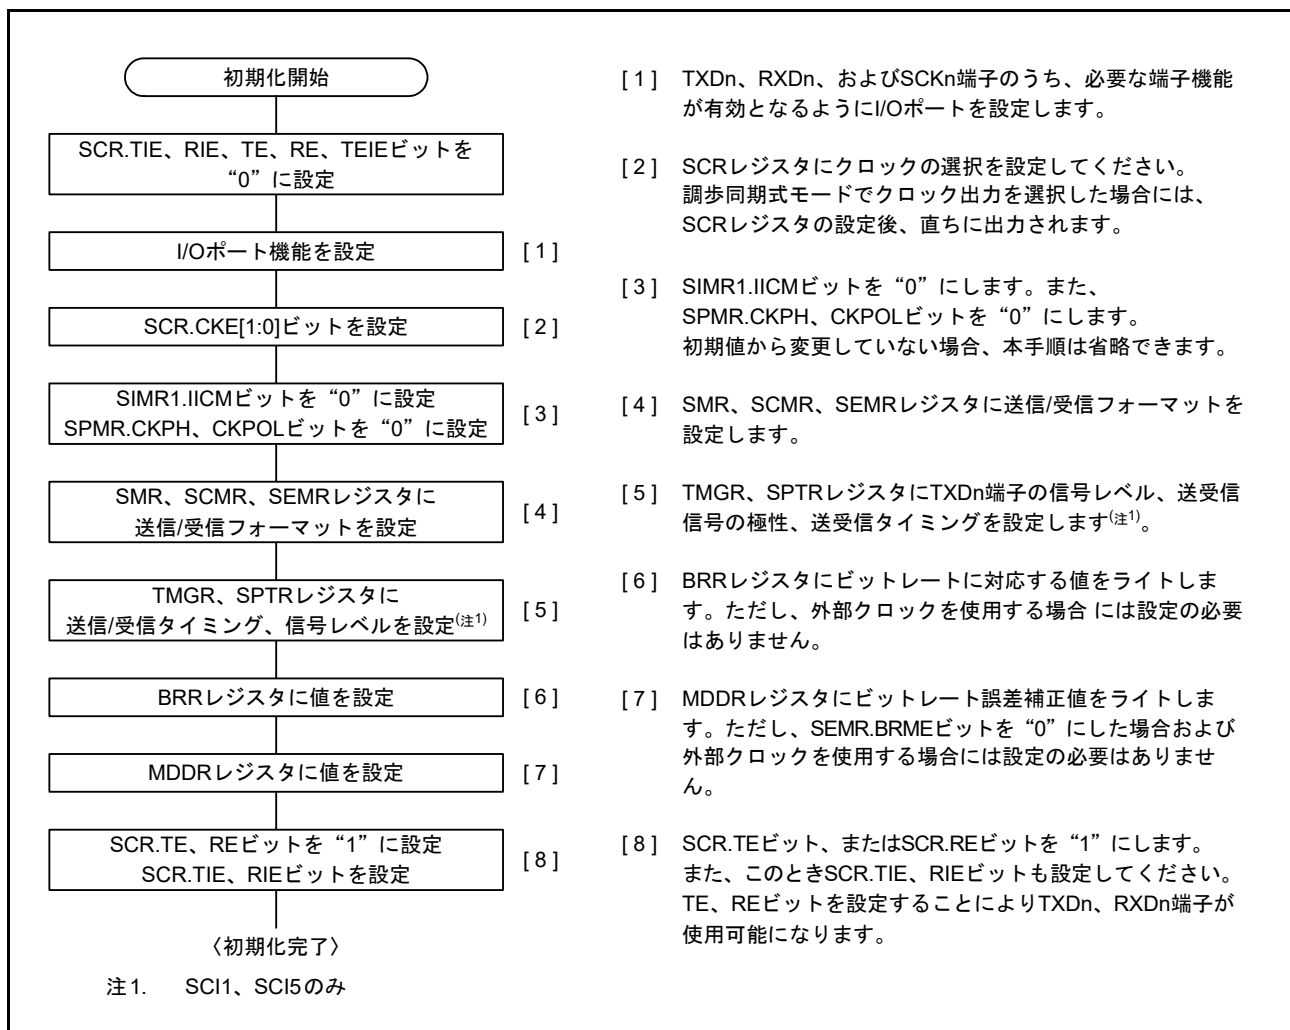 初期化開始
SCR.TIE、RIE、TE、RE、TEIEビットを
“0”に設定
I/Oポート機能を設定
[ 1 ]
SCR.CKE[1:0]ビットを設定
[ 2 ]
SIMR1.IICMビットを“0”に設定
SPMR.CKPH、CKPOLビットを“0”に設定
[ 3 ]
SMR、SCMR、SEMRレジスタに
送信/受信フォーマットを設定
[ 4 ]
TMGR、SPTRレジスタに
送信/受信タイミング、信号レベルを設定(注1)
[ 5 ]
BRRレジスタに値を設定
[ 6 ]
MDDRレジスタに値を設定
[ 7 ]
SCR.TE、REビットを“1”に設定
SCR.TIE、RIEビットを設定
[ 8 ]
〈初期化完了〉
注1. SCI1、SCI5のみ
[ 1 ] TXDn、RXDn、およびSCKn端子のうち、必要な端子機能
が有効となるようにI/Oポートを設定します。
[ 2 ] SCRレジスタにクロックの選択を設定してください。
調歩同期式モードでクロック出力を選択した場合には、
SCRレジスタの設定後、直ちに出力されます。
[ 3 ] SIMR1.IICMビットを“0”にします。また、
SPMR.CKPH、CKPOLビットを“0”にします。
初期値から変更していない場合、本手順は省略できます。
[ 4 ] SMR、SCMR、SEMRレジスタに送信/受信フォーマットを
設定します。
[ 5 ] TMGR、SPTRレジスタにTXDn端子の信号レベル、送受信
信号の極性、送受信タイミングを設定します(注1)。
[ 6 ] BRRレジスタにビットレートに対応する値をライトしま
す。ただし、外部クロックを使用する場合 には設定の必要
はありません。
[ 7 ] MDDRレジスタにビットレート誤差補正値をライトしま
す。ただし、SEMR.BRMEビットを“0”にした場合および
外部クロックを使用する場合には設定の必要はありませ
ん。
[ 8 ] SCR.TEビット、またはSCR.REビットを“1”にします。
また、このときSCR.TIE、RIEビットも設定してください。
TE、REビットを設定することによりTXDn、RXDn端子が
使用可能になります。